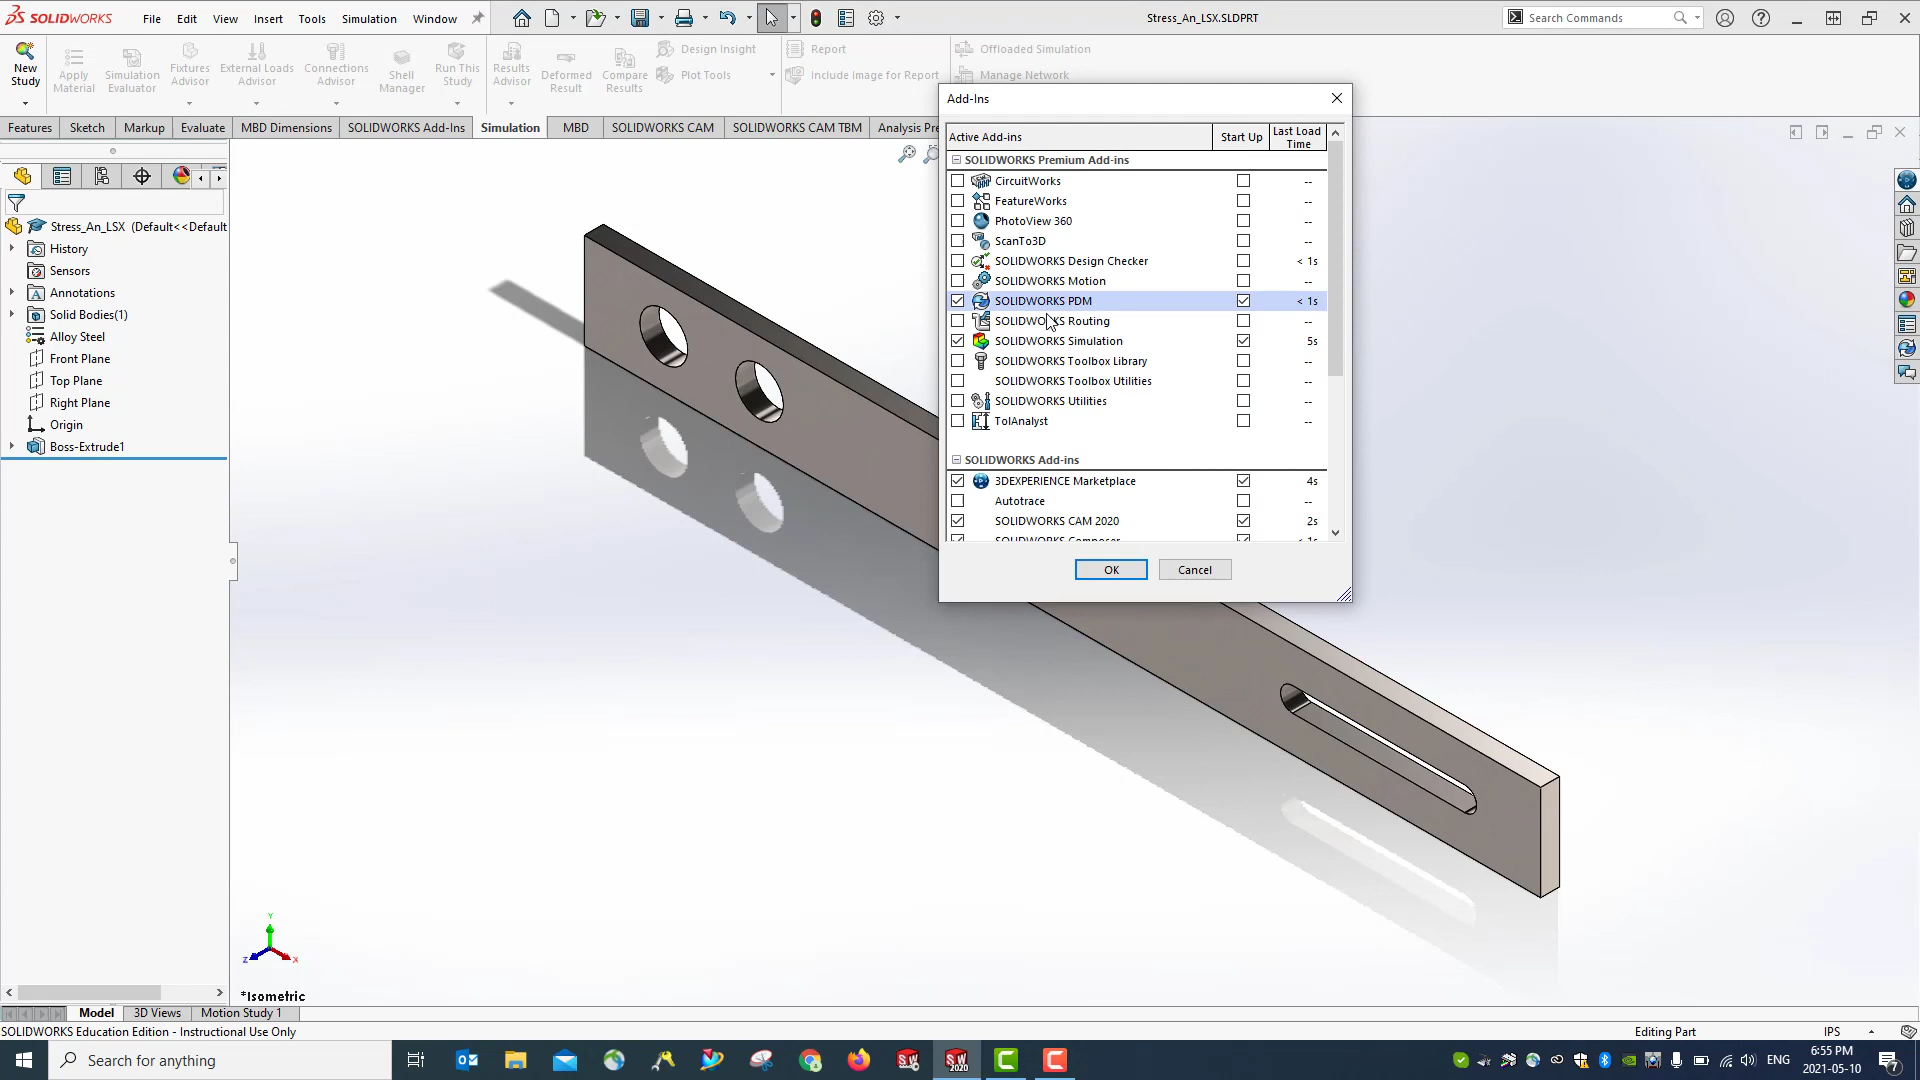 SOLIDWORKS File Edit View Insert Tools Simulation Window Stress_An_LSX.SLDPRT Search Commands
New Study
Apply Material
Simulation Evaluator
Fixtures Advisor
External Loads Advisor
Connections Advisor
Shell Manager
Run This Study
Results Advisor
Deformed Result
Compare Results
Design Insight
Plot Tools
Report
Include Image for Report
Offloaded Simulation
Manage Network
Features Sketch Markup Evaluate MBD Dimensions SOLIDWORKS Add-Ins Simulation MBD SOLIDWORKS CAM SOLIDWORKS CAM TBM Analysis Pre
Stress_An_LSX (Default<<Default
History
Sensors
A Annotations
Solid Bodies(1)
Alloy Steel
Front Plane
Top Plane
Right Plane
Origin
Boss-Extrude1
Add-Ins
Active Add-ins Start Up Last Load Time
SOLIDWORKS Premium Add-ins
CircuitWorks --
FeatureWorks --
PhotoView 360 --
ScanTo3D --
SOLIDWORKS Design Checker < 1s
SOLIDWORKS Motion --
SOLIDWORKS PDM < 1s
SOLIDWORKS Routing --
SOLIDWORKS Simulation 5s
SOLIDWORKS Toolbox Library --
SOLIDWORKS Toolbox Utilities --
SOLIDWORKS Utilities --
TolAnalyst --
SOLIDWORKS Add-ins
3DEXPERIENCE Marketplace 4s
Autotrace --
SOLIDWORKS CAM 2020 2s
SOLIDWORKS Composer < 1s
OK Cancel
Y
Z X
*Isometric
Model 3D Views Motion Study 1
SOLIDWORKS Education Edition - Instructional Use Only Editing Part IPS
Search for anything
SW
SW 2020
C
C
ENG
6:55 PM
2021-05-10
7